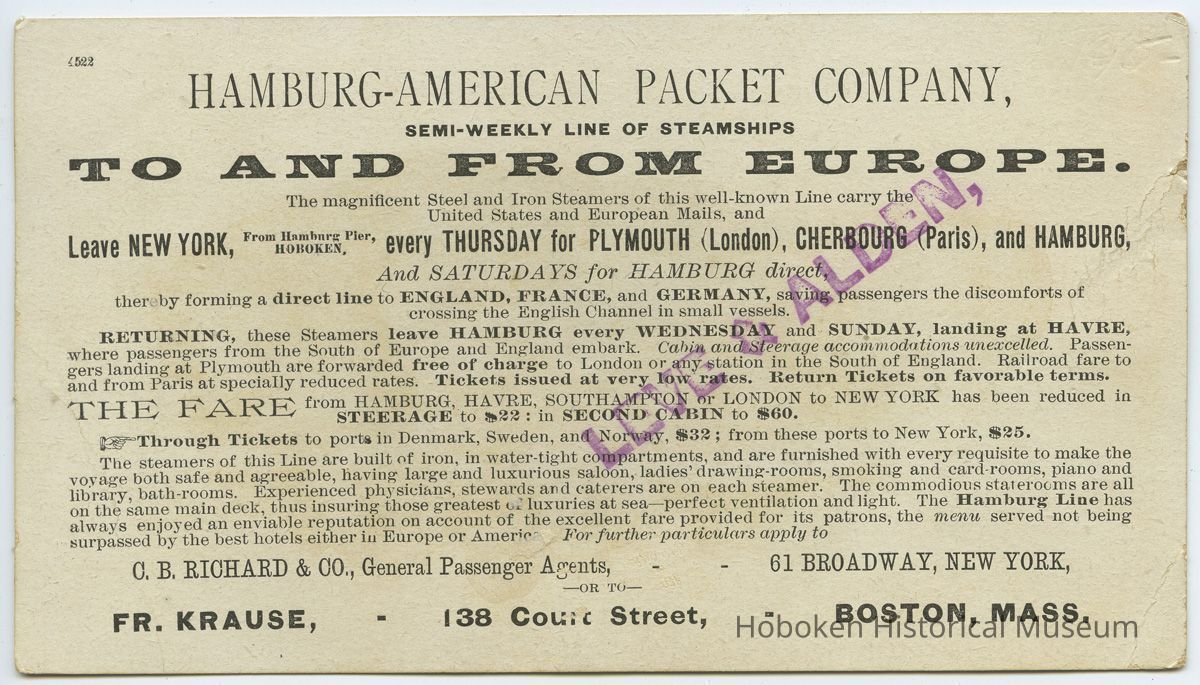 4522
HAMBURG-AMERICAN PACKET COMPANY,
SEMI-WEEKLY LINE OF STEAMSHIPS
TO AND FROM EUROPE.
The magnificent Steel and Iron Steamers of this well-known Line carry the
United States and European Mails, and
Leave NEW YORK, From Hamburg Pier, HOBOKEN, every THURSDAY for PLYMOUTH (London), CHERBOURG (Paris), and HAMBURG,
And SATURDAYS for HAMBURG direct,
thereby forming a direct line to ENGLAND, FRANCE, and GERMANY, saving passengers the discomforts of
crossing the English Channel in small vessels.
RETURNING, these Steamers leave HAMBURG every WEDNESDAY and SUNDAY, landing at HAVRE,
where passengers from the South of Europe and England embark. Cabin and Steerage accommodations unexcelled. Passen-
gers landing at Plymouth are forwarded free of charge to London or any station in the South of England. Railroad fare to
and from Paris at specially reduced rates. Tickets issued at very low rates. Return Tickets on favorable terms.
THE FARE from HAMBURG, HAVRE, SOUTHAMPTON or LONDON to NEW YORK has been reduced in
STEERAGE to $22: in SECOND CABIN to $60.
☞Through Tickets to ports in Denmark, Sweden, and Norway, $32; from these ports to New York, $25.
The steamers of this Line are built of iron, in water-tight compartments, and are furnished with every requisite to make the
voyage both safe and agreeable, having large and luxurious saloon, ladies' drawing-rooms, smoking and card-rooms, piano and
library, bath-rooms. Experienced physicians, stewards and caterers are on each steamer. The commodious staterooms are all
on the same main deck, thus insuring those greatest of luxuries at sea—perfect ventilation and light. The Hamburg Line has
always enjoyed an enviable reputation on account of the excellent fare provided for its patrons, the menu served not being
surpassed by the best hotels either in Europe or America. For further particulars apply to
C. B. RICHARD & CO., General Passenger Agents, - - 61 BROADWAY, NEW YORK,
—OR TO—
FR. KRAUSE, - 138 Court Street, - BOSTON, MASS.
LEVE & ALDEN,
Hoboken Historical Museum